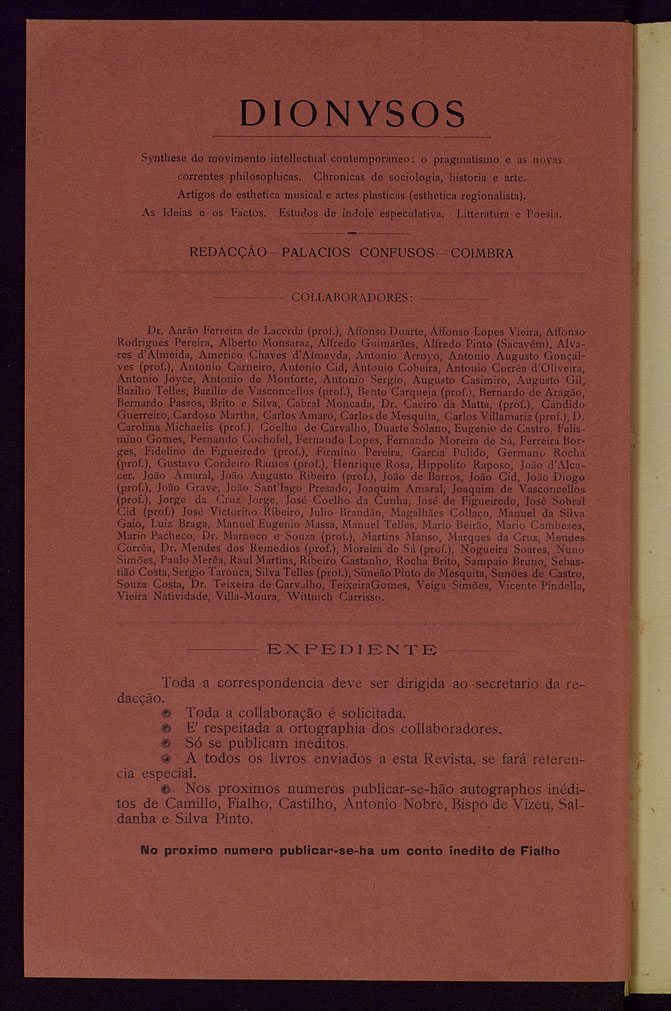 DIONYSOS
Synthese do movimento intellectual contemporaneo: o pragmatismo e as novas
correntes philosophicas. Chronicas de sociologia, historia e arte.
Artigos de esthetica musical e artes plasticas (esthetica regionalista).
As Ideias e os Factos. Estudos de indole especulativa. Litteratura e Poesia.
REDACÇÃO—PALACIOS CONFUSOS—COIMBRA
COLLABORADORES:
Dr. Aarão Ferreira de Lacerda (prof.), Affonso Duarte, Affonso Lopes Vieira, Affonso
Rodrigues Pereira, Alberto Monsaraz, Alfredo Guimarães, Alfredo Pinto (Sacavém), Alva-
res d'Almeida, Americo Chaves d'Almeyda, Antonio Arroyo, Antonio Augusto Gonçal-
ves (prof.), Antonio Carneiro, Antonio Cid, Antonio Cobeira, Antonio Corrêa d'Oliveira,
Antonio Joyce, Antonio de Monforte, Antonio Sergio, Augusto Casimiro, Augusto Gil,
Bazilio Telles, Bazilio de Vasconcellos (prof.), Bento Carqueja (prof.), Bernardo de Aragão,
Bernardo Passos, Brito e Silva, Cabral Moncada, Dr. Caeiro da Matta, (prof.), Candido
Guerreiro, Cardoso Martha, Carlos Amaro, Carlos de Mesquita, Carlos Villamariz (prof.), D.
Carolina Michaelis (prof.), Coelho de Carvalho, Duarte Solano, Eugenio de Castro, Felis-
mino Gomes, Fernando Cochofel, Fernando Lopes, Fernando Moreira de Sá, Ferreira Bor-
ges, Fidelino de Figueiredo (prof.), Firmino Pereira, Garcia Pulido, Germano Rocha
(prof.), Gustavo Cordeiro Ramos (prof.), Henrique Rosa, Hippolito Raposo, João d'Alca-
cer, João Amaral, João Augusto Ribeiro (prof.), João de Barros, João Cid, João Diogo
(prof.), João Grave, João Sant'Iago Presado, Joaquim Amaral, Joaquim de Vasconcellos
(prof.), Jorge da Cruz Jorge, José Coelho da Cunha, José de Figueiredo, José Sobral
Cid (prof.) José Victorino Ribeiro, Julio Brandão, Magalhães Collaço, Manuel da Silva
Gaio, Luiz Braga, Manuel Eugenio Massa, Manuel Telles, Mario Beirão, Mario Cambezes,
Mario Pacheco, Dr. Marnoco e Souza (prof.), Martins Manso, Marques da Cruz, Mendes
Corrêa, Dr. Mendes dos Remedios (prof.), Moreira de Sá (prof.), Nogueira Soares, Nuno
Simões, Paulo Merêa, Raul Martins, Ribeiro Castanho, Rocha Brito, Sampaio Bruno, Sebas-
tião Costa, Sergio Tarouca, Silva Telles (prof.), Simeão Pinto de Mesquita, Simões de Castro,
Souza Costa, Dr. Teixeira de Carvalho, TeixeiraGomes, Veiga Simões, Vicente Pindella,
Vieira Natividade, Villa-Moura, Wittnich Carrisso.
EXPEDIENTE
Toda a correspondencia deve ser dirigida ao secretario da re-
dacção.
Toda a collaboração é solicitada.
E' respeitada a ortographia dos collaboradores.
Só se publicam ineditos.
A todos os livros enviados a esta Revista, se fará referen-
cia especial.
Nos proximos numeros publicar-se-hão autographos inédi-
tos de Camillo, Fialho, Castilho, Antonio Nobre, Bispo de Vizeu, Sal-
danha e Silva Pinto.
No proximo numero publicar-se-ha um conto inedito de Fialho